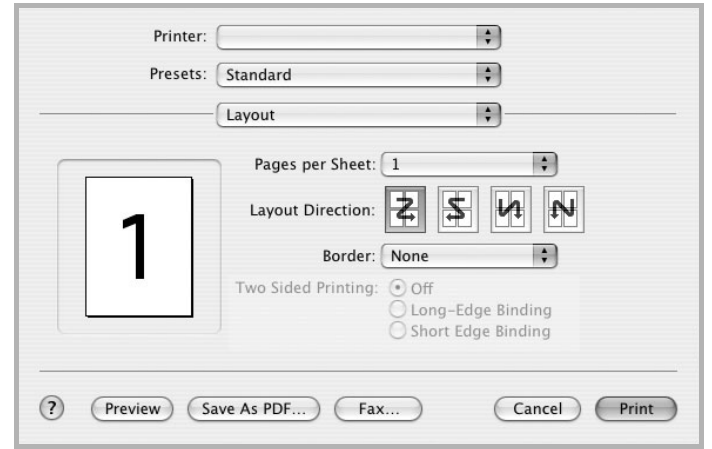 Printer:
Presets: Standard
Layout
Pages per Sheet: 1
1
Layout Direction:
Border: None
Two Sided Printing: Off
Long-Edge Binding
Short Edge Binding
? Preview Save As PDF... Fax... Cancel Print